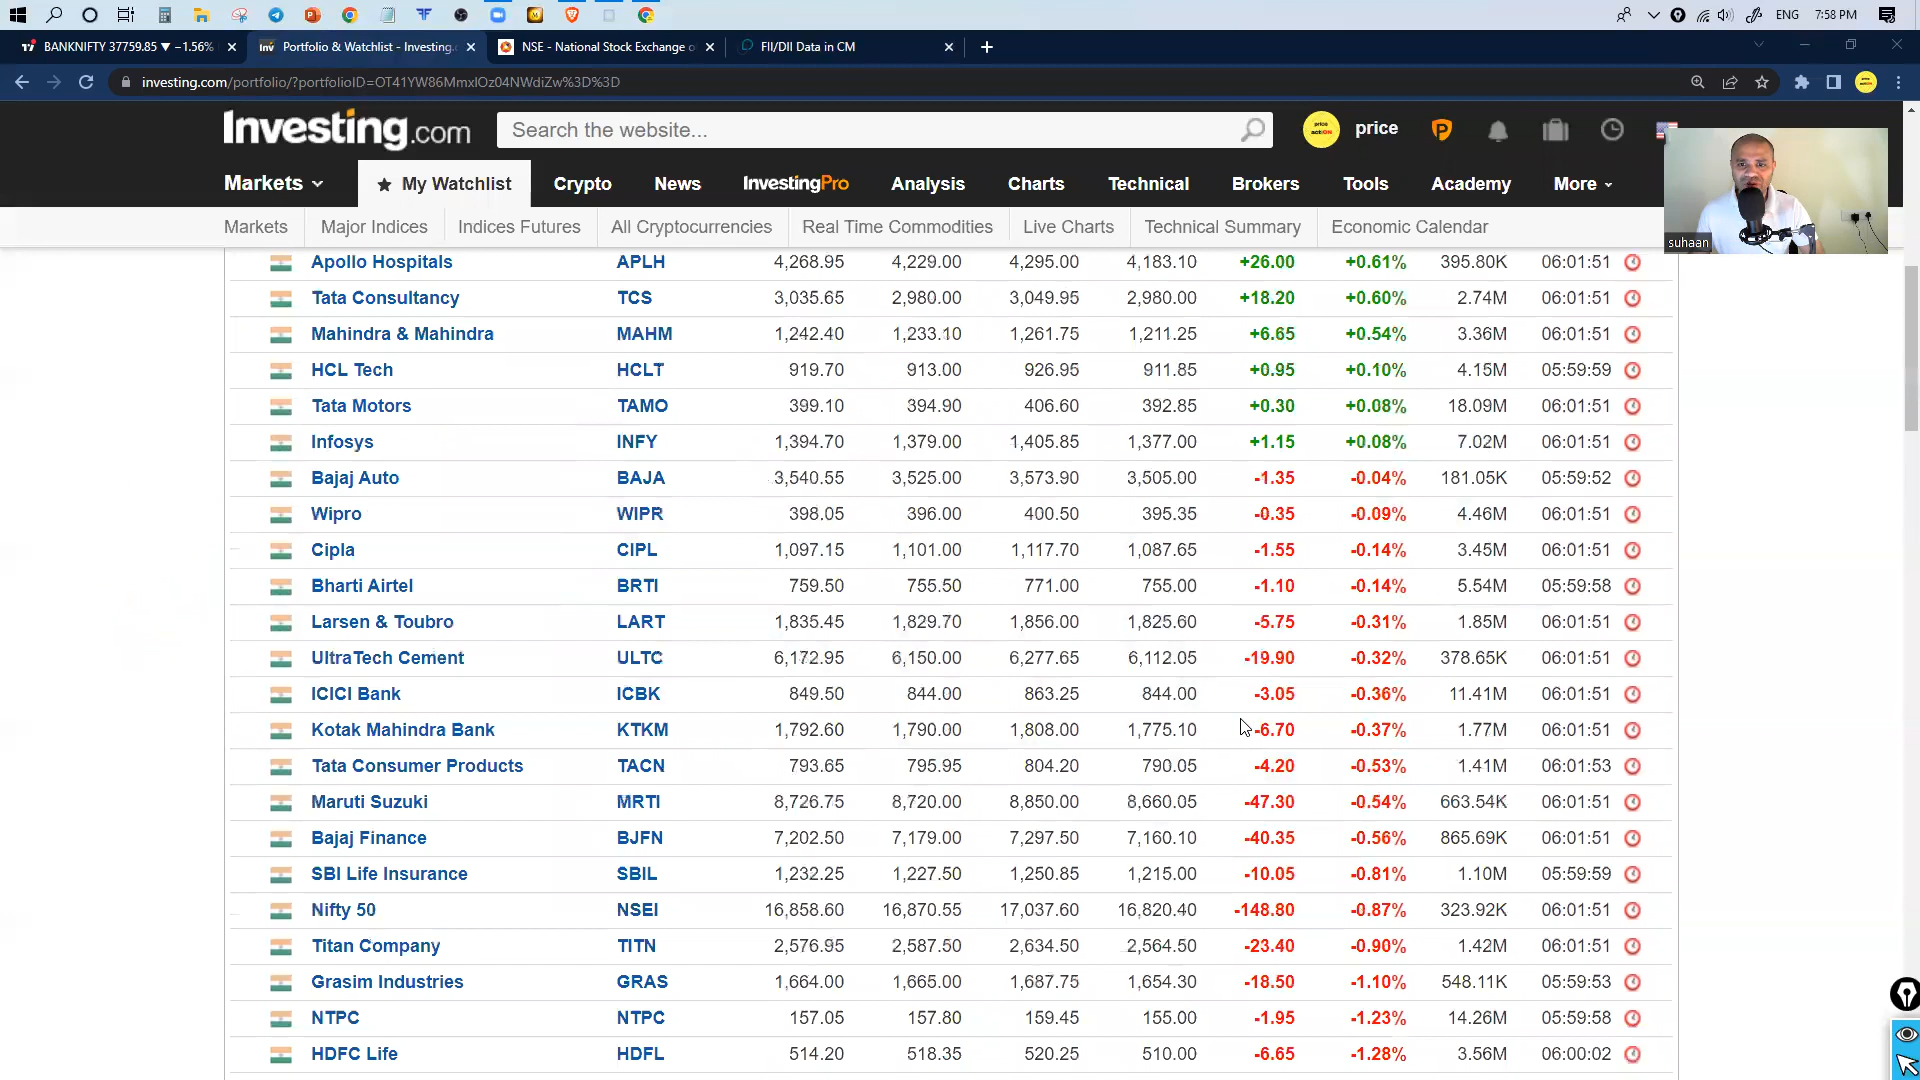 ENG 7:58 PM
BANKNIFTY 37759.85 ▼ −1.56%
Portfolio & Watchlist - Investing.
NSE - National Stock Exchange o
FII/DII Data in CM
investing.com/portfolio/?portfolioID=OT41YW86MmxlOz04NWdiZw%3D%3D
Investing.com
Search the website...
price action
price
Markets
My Watchlist
Crypto
News
InvestingPro
Analysis
Charts
Technical
Brokers
Tools
Academy
More
suhaan
Markets
Major Indices
Indices Futures
All Cryptocurrencies
Real Time Commodities
Live Charts
Technical Summary
Economic Calendar
Apollo Hospitals APLH 4,268.95 4,229.00 4,295.00 4,183.10 +26.00 +0.61% 395.80K 06:01:51
Tata Consultancy TCS 3,035.65 2,980.00 3,049.95 2,980.00 +18.20 +0.60% 2.74M 06:01:51
Mahindra & Mahindra MAHM 1,242.40 1,233.10 1,261.75 1,211.25 +6.65 +0.54% 3.36M 06:01:51
HCL Tech HCLT 919.70 913.00 926.95 911.85 +0.95 +0.10% 4.15M 05:59:59
Tata Motors TAMO 399.10 394.90 406.60 392.85 +0.30 +0.08% 18.09M 06:01:51
Infosys INFY 1,394.70 1,379.00 1,405.85 1,377.00 +1.15 +0.08% 7.02M 06:01:51
Bajaj Auto BAJA 3,540.55 3,525.00 3,573.90 3,505.00 -1.35 -0.04% 181.05K 05:59:52
Wipro WIPR 398.05 396.00 400.50 395.35 -0.35 -0.09% 4.46M 06:01:51
Cipla CIPL 1,097.15 1,101.00 1,117.70 1,087.65 -1.55 -0.14% 3.45M 06:01:51
Bharti Airtel BRTI 759.50 755.50 771.00 755.00 -1.10 -0.14% 5.54M 05:59:58
Larsen & Toubro LART 1,835.45 1,829.70 1,856.00 1,825.60 -5.75 -0.31% 1.85M 06:01:51
UltraTech Cement ULTC 6,172.95 6,150.00 6,277.65 6,112.05 -19.90 -0.32% 378.65K 06:01:51
ICICI Bank ICBK 849.50 844.00 863.25 844.00 -3.05 -0.36% 11.41M 06:01:51
Kotak Mahindra Bank KTKM 1,792.60 1,790.00 1,808.00 1,775.10 -6.70 -0.37% 1.77M 06:01:51
Tata Consumer Products TACN 793.65 795.95 804.20 790.05 -4.20 -0.53% 1.41M 06:01:53
Maruti Suzuki MRTI 8,726.75 8,720.00 8,850.00 8,660.05 -47.30 -0.54% 663.54K 06:01:51
Bajaj Finance BJFN 7,202.50 7,179.00 7,297.50 7,160.10 -40.35 -0.56% 865.69K 06:01:51
SBI Life Insurance SBIL 1,232.25 1,227.50 1,250.85 1,215.00 -10.05 -0.81% 1.10M 05:59:59
Nifty 50 NSEI 16,858.60 16,870.55 17,037.60 16,820.40 -148.80 -0.87% 323.92K 06:01:51
Titan Company TITN 2,576.95 2,587.50 2,634.50 2,564.50 -23.40 -0.90% 1.42M 06:01:51
Grasim Industries GRAS 1,664.00 1,665.00 1,687.75 1,654.30 -18.50 -1.10% 548.11K 05:59:53
NTPC NTPC 157.05 157.80 159.45 155.00 -1.95 -1.23% 14.26M 05:59:58
HDFC Life HDFL 514.20 518.35 520.25 510.00 -6.65 -1.28% 3.56M 06:00:02